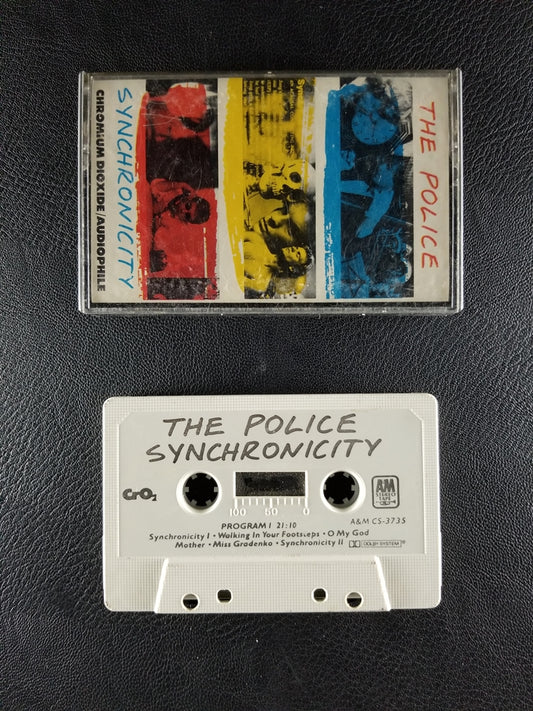 THE POLICE
SYNCHRONICITY
CHROMIUM DIOXIDE/AUDIOPHILE
THE POLICE
SYNCHRONICITY
CrO2
100 50 0
A&M
STEREO
TAPE
PROGRAM I 21:10
A&M CS-3735
Synchronicity I • Walking In Your Footsteps • O My God
Mother • Miss Gradenko • Synchronicity II
DOLBY SYSTEM